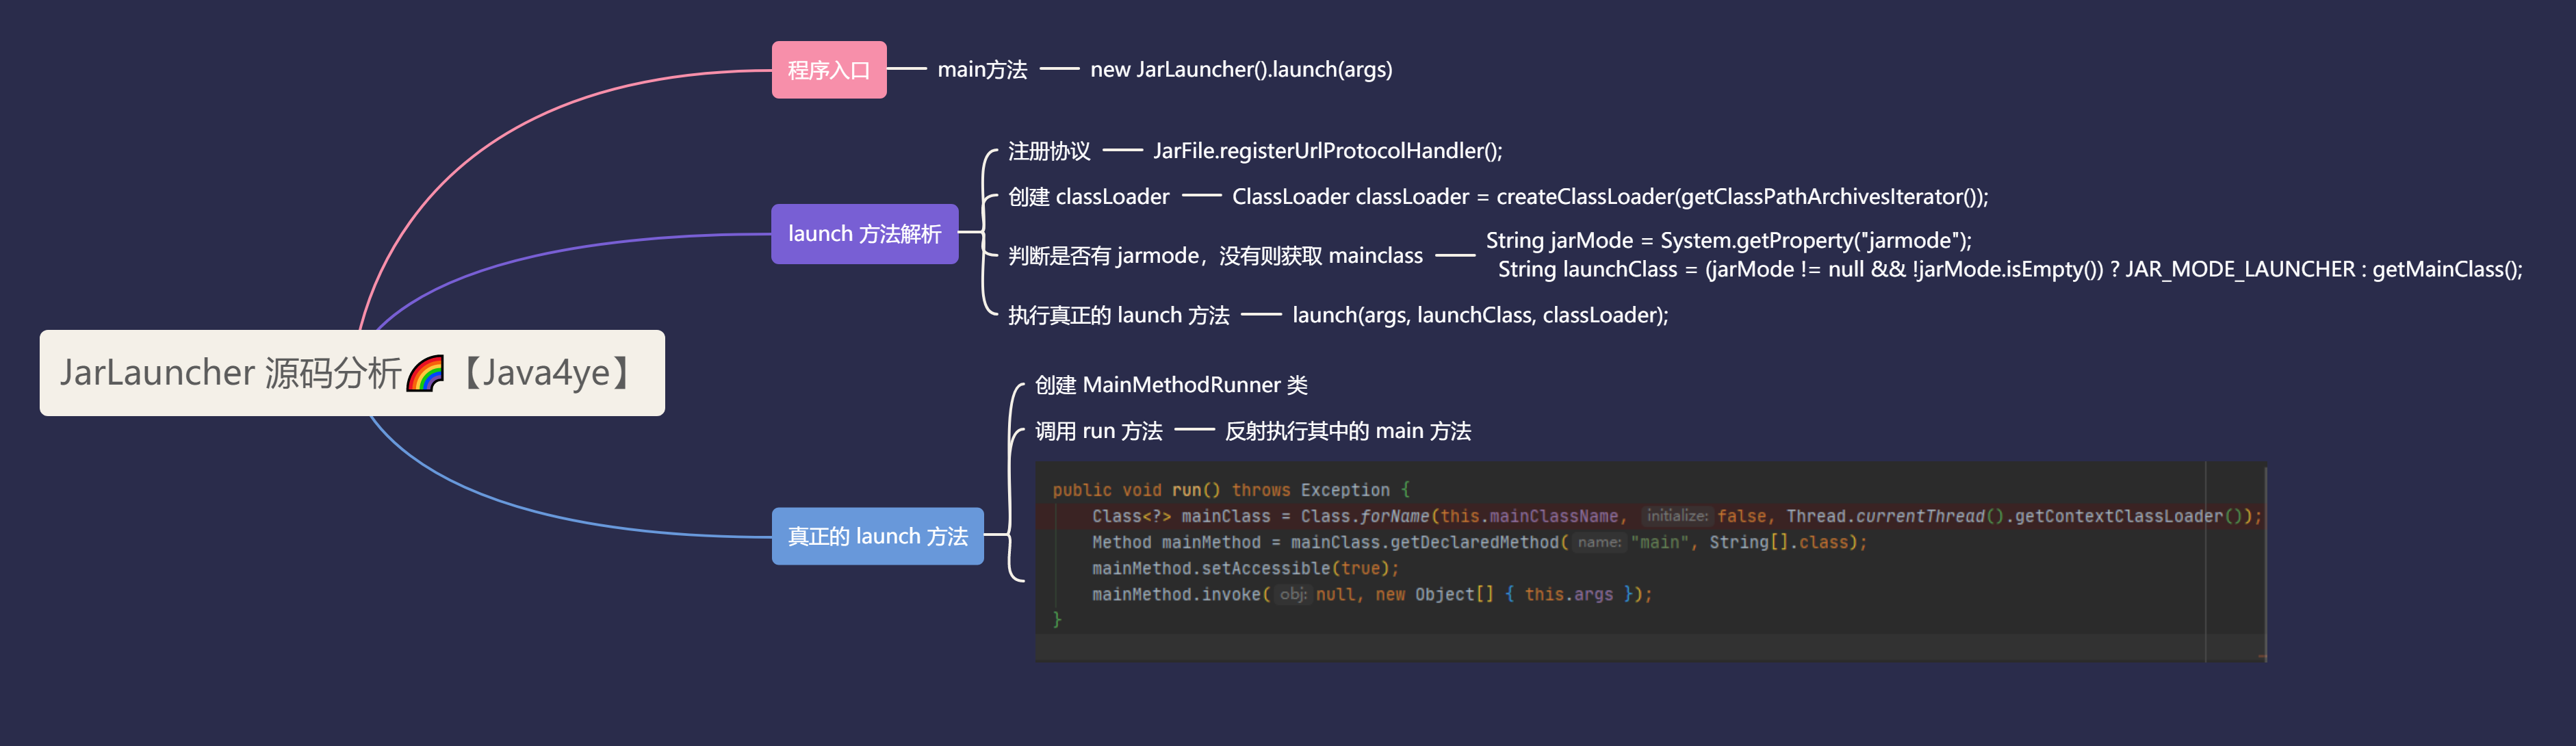 JarLauncher 源码分析🌈【Java4ye】
程序入口
main方法
new JarLauncher().launch(args)
launch 方法解析
注册协议
JarFile.registerUrlProtocolHandler();
创建 classLoader
ClassLoader classLoader = createClassLoader(getClassPathArchivesIterator());
判断是否有 jarmode，没有则获取 mainclass
String jarMode = System.getProperty("jarmode");
String launchClass = (jarMode != null && !jarMode.isEmpty()) ? JAR_MODE_LAUNCHER : getMainClass();
执行真正的 launch 方法
launch(args, launchClass, classLoader);
真正的 launch 方法
创建 MainMethodRunner 类
调用 run 方法
反射执行其中的 main 方法
public void run() throws Exception {
Class<?> mainClass = Class.forName(this.mainClassName, initialize: false, Thread.currentThread().getContextClassLoader());
Method mainMethod = mainClass.getDeclaredMethod( name: "main", String[].class);
mainMethod.setAccessible(true);
mainMethod.invoke( obj: null, new Object[] { this.args });
}